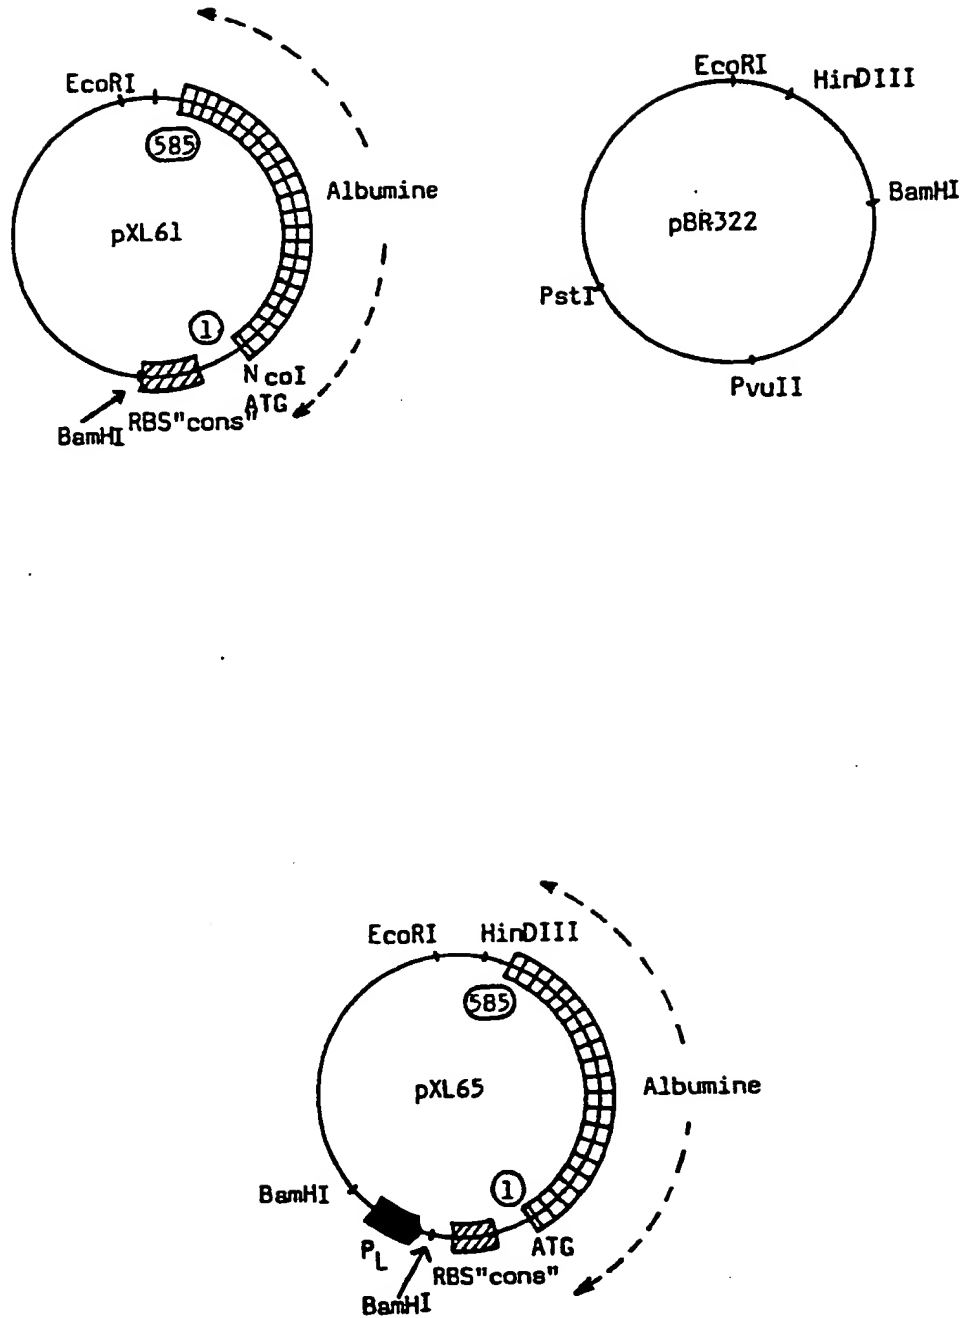 EcoRI
585
Albumine
pXL61
1
NcoI
ATG
RBS"cons"
BamHI
EcoRI
HinDIII
BamHI
pBR322
PstI
PvuII
EcoRI HinDIII
585
pXL65
Albumine
1
BamHI
PL
ATG
RBS"cons"
BamHI